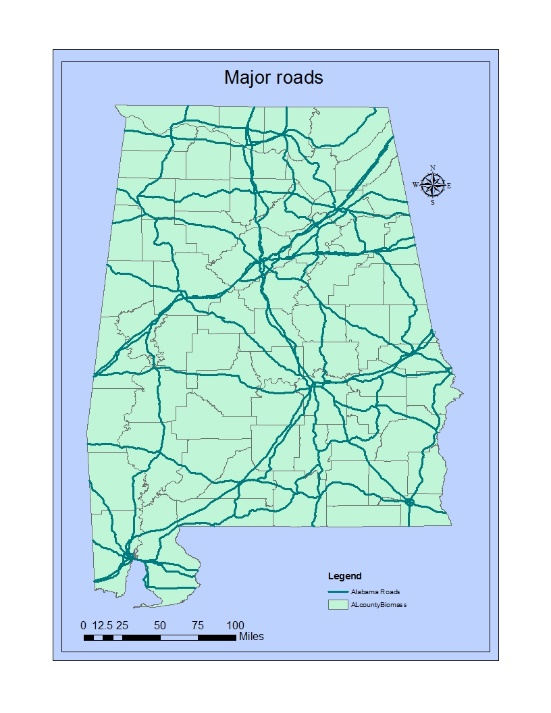 Major roads
N
W E
S
Legend
Alabama Roads
ALcountyBiomass
0 12.5 25 50 75 100
Miles